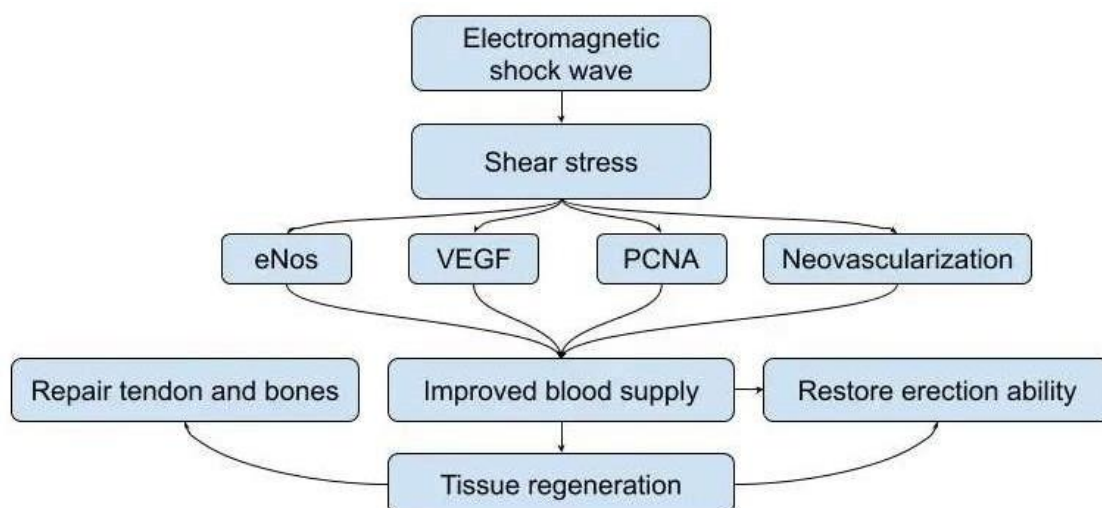 Electromagnetic
shock wave
Shear stress
eNos
VEGF
PCNA
Neovascularization
Repair tendon and bones
Improved blood supply
Restore erection ability
Tissue regeneration